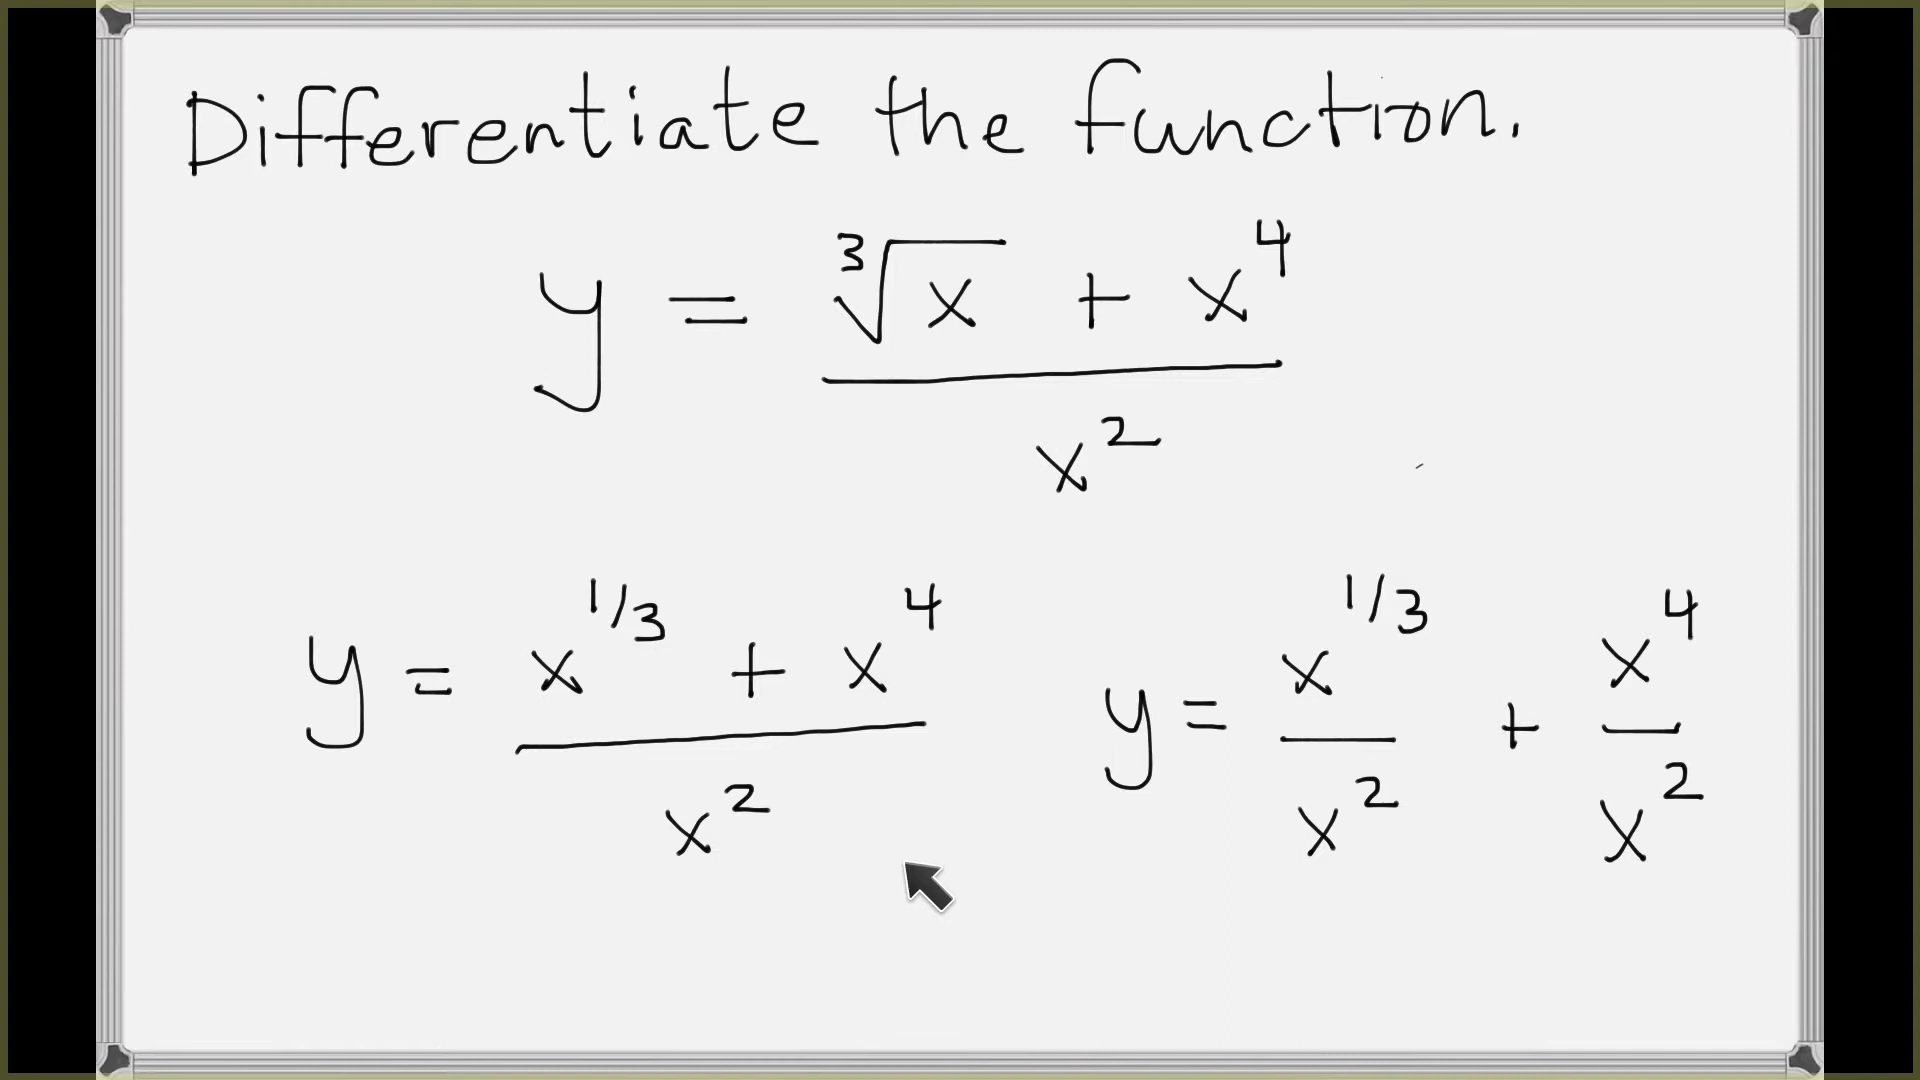 Differentiate the function.
y = ∛x + x⁴ / x²
y = x^1/3 + x⁴ / x²
y = x^1/3 / x² + x⁴ / x²